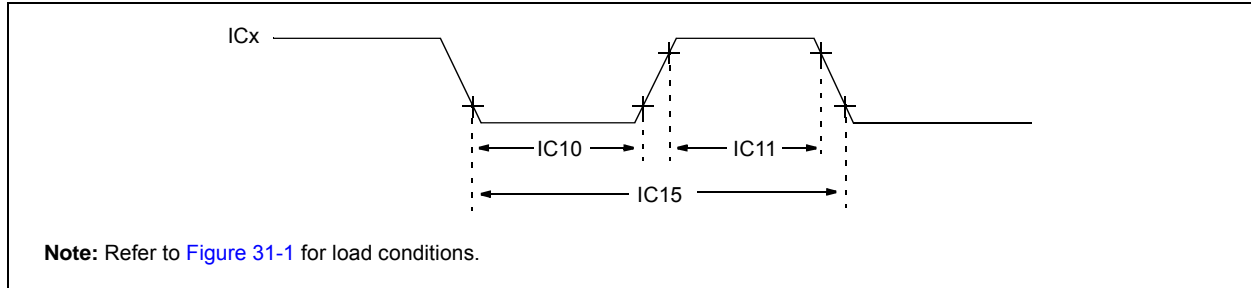 ICx
IC10
IC11
IC15
Note: Refer to Figure 31-1 for load conditions.